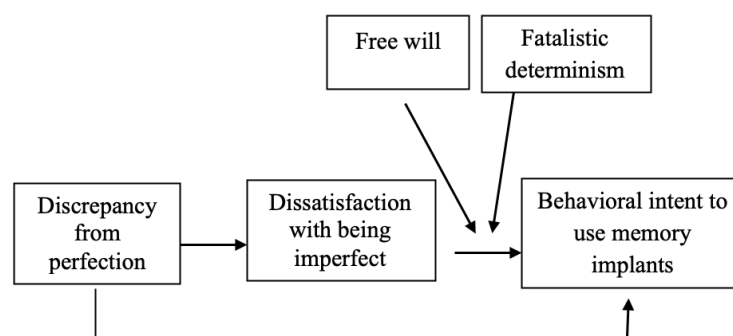 Free will
Fatalistic
determinism
Discrepancy
from
perfection
Dissatisfaction
with being
imperfect
Behavioral intent to
use memory
implants